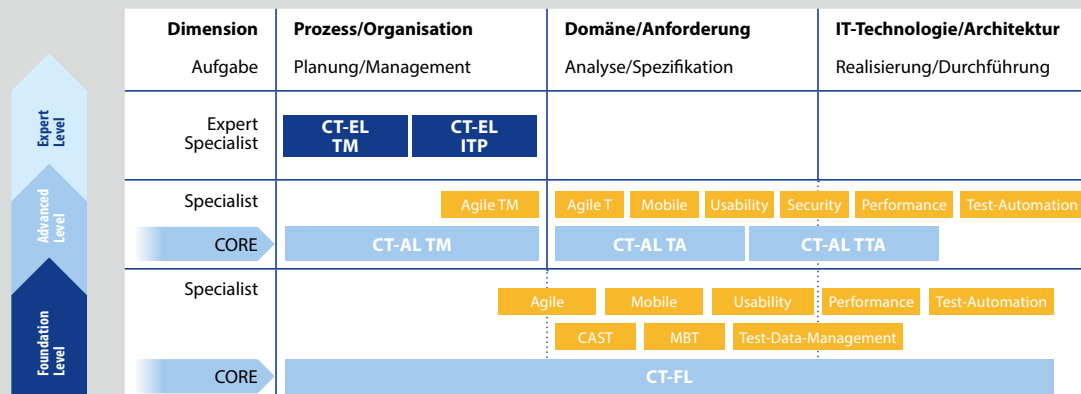 Dimension Prozess/Organisation Domäne/Anforderung IT-Technologie/Architektur
Aufgabe Planung/Management Analyse/Spezifikation Realisierung/Durchführung
Expert
Level
Expert
Specialist
CT-EL
TM
CT-EL
ITP
Advanced
Level
Specialist Agile TM Agile T Mobile Usability Security Performance Test-Automation
CORE CT-AL TM CT-AL TA CT-AL TTA
Foundation
Level
Specialist Agile Mobile Usability Performance Test-Automation
CAST MBT Test-Data-Management
CORE CT-FL